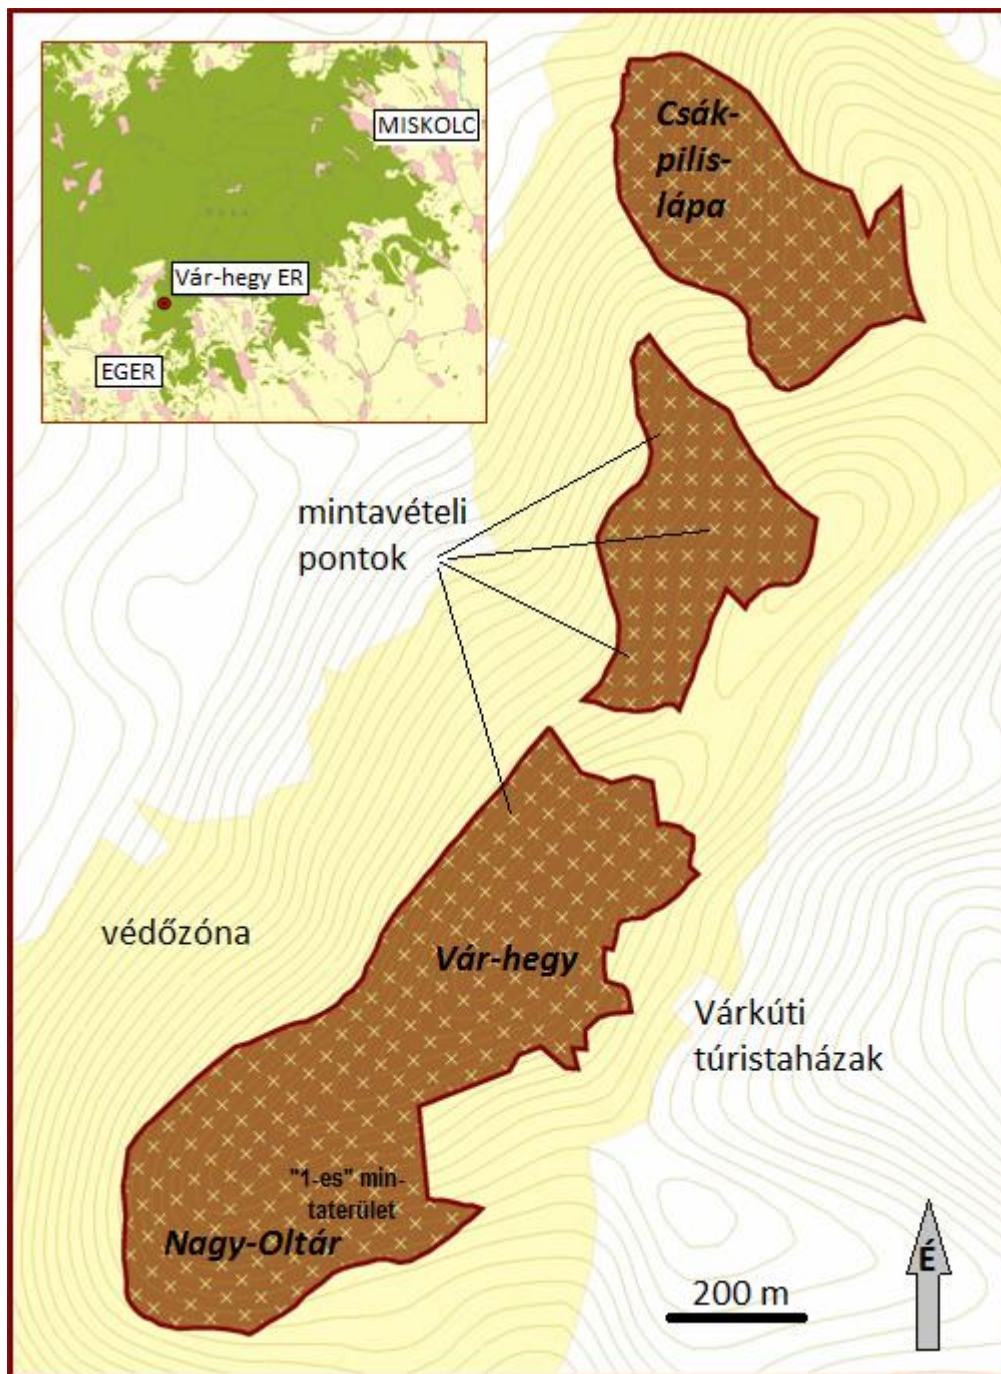 MISKOLC
Vár-hegy ER
EGER
Csák-
pilis-
lápa
mintavételi
pontok
védőzóna
Vár-hegy
Várkúti
túristaházak
"1-es" min-
taterület
Nagy-Oltár
200 m
É